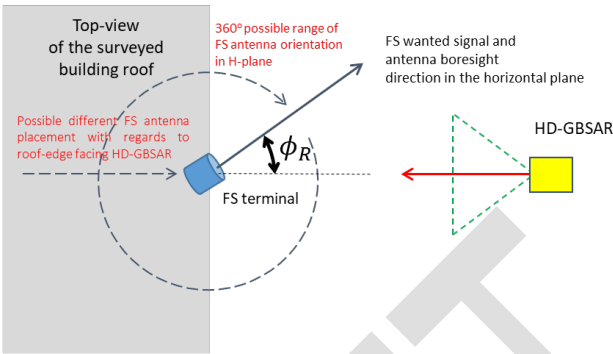 Top-view
of the surveyed
building roof
360° possible range of
FS antenna orientation
in H-plane
FS wanted signal and
antenna boresight
direction in the horizontal plane
Possible different FS antenna
placement with regards to
roof-edge facing HD-GBSAR
HD-GBSAR
ϕR
FS terminal